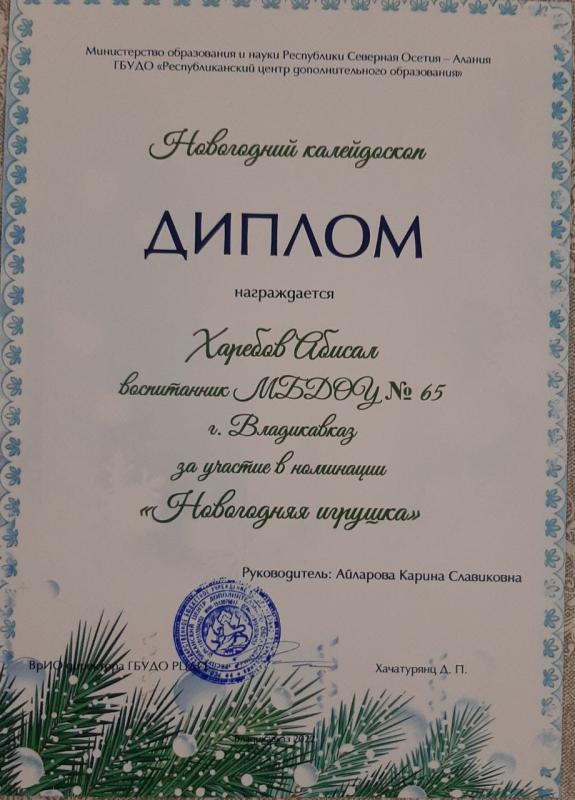 Министерство образования и науки Республики Северная Осетия – Алания
ГБУДО «Республиканский центр дополнительного образования»
Новогодний калейдоскоп
ДИПЛОМ
награждается
Харебов Абисал
воспитанник МБДОУ № 65
г. Владикавказ
за участие в номинации
«Новогодняя игрушка»
Руководитель: Айларова Карина Славиковна
ВрИО директора ГБУДО
Хачатурянц Д. П.